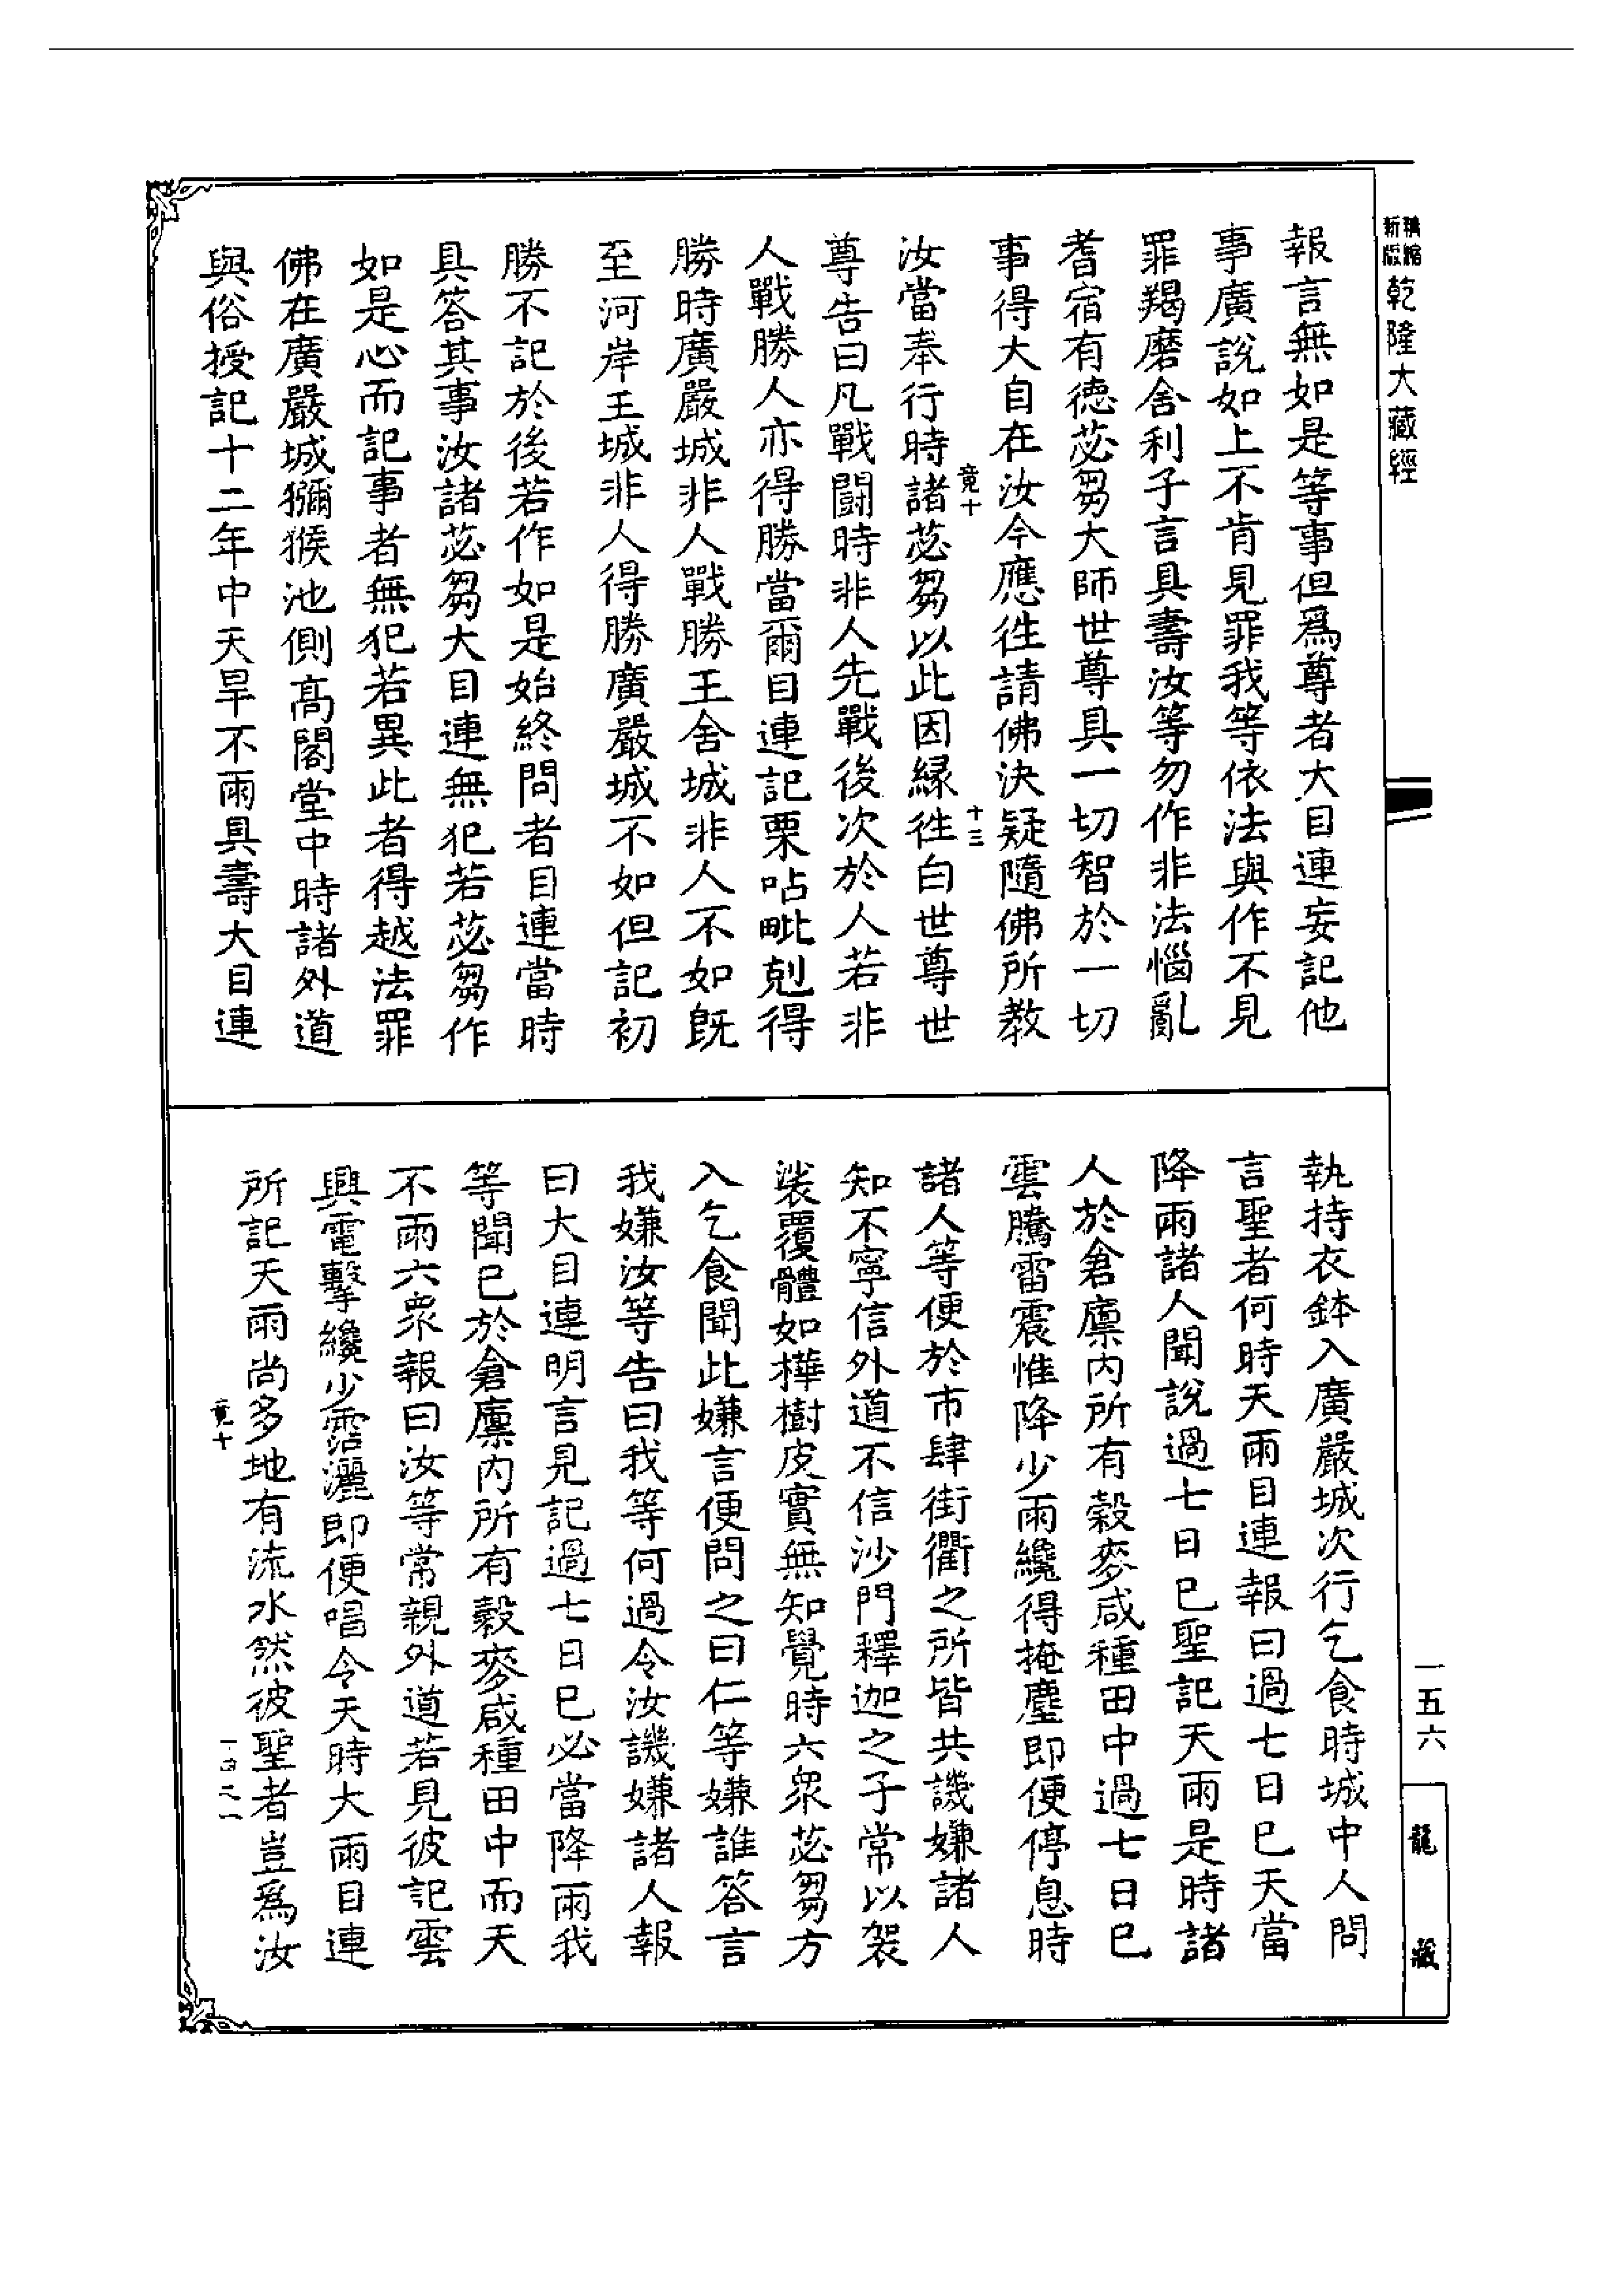 新版精縮乾隆大藏經
報言無如是等事但爲尊者大目連妄記他
事廣說如上不肯見罪我等依法與作不見
罪羯磨舍利子言具壽汝等勿作非法惱亂
耆宿有德苾芻大師世尊具一切智於一切
事得大自在汝今應往請佛決疑隨佛所教
竟十
十三
汝當奉行時諸苾芻以此因緣往白世尊世
尊告曰凡戰鬪時非人先戰後次於人若非
人戰勝人亦得勝當爾目連記栗呫毗剋得
勝時廣嚴城非人戰勝王舍城非人不如旣
至河岸王城非人得勝廣嚴城不如但記初
勝不記於後若作如是始終問者目連當時
具答其事汝諸苾芻大目連無犯若苾芻作
如是心而記事者無犯若異此者得越法罪
佛在廣嚴城獼猴池側高閣堂中時諸外道
與俗授記十二年中天旱不雨具壽大目連
執持衣鉢入廣嚴城次行乞食時城中人問
言聖者何時天雨目連報曰過七日已天當
降雨諸人聞說過七日已聖記天雨是時諸
人於倉廩內所有穀麥咸種田中過七日已
雲騰雷震惟降少雨纔得掩塵即便停息時
諸人等便於市肆街衢之所皆共譏嫌諸人
知不寧信外道不信沙門釋迦之子常以袈
裟覆體如樺樹皮實無知覺時六衆苾芻方
入乞食聞此嫌言便問之曰仁等嫌誰答言
我嫌汝等告曰我等何過令汝譏嫌諸人報
曰大目連明言見記過七日已必當降雨我
等聞已於倉廩內所有穀麥咸種田中而天
不雨六衆報曰汝等常親外道若見彼記雲
興電擊纔少霑灑即便唱令天時大雨目連
所記天雨尚多地有流水然彼聖者豈爲汝
竟十
十四之一
一五六
龍藏